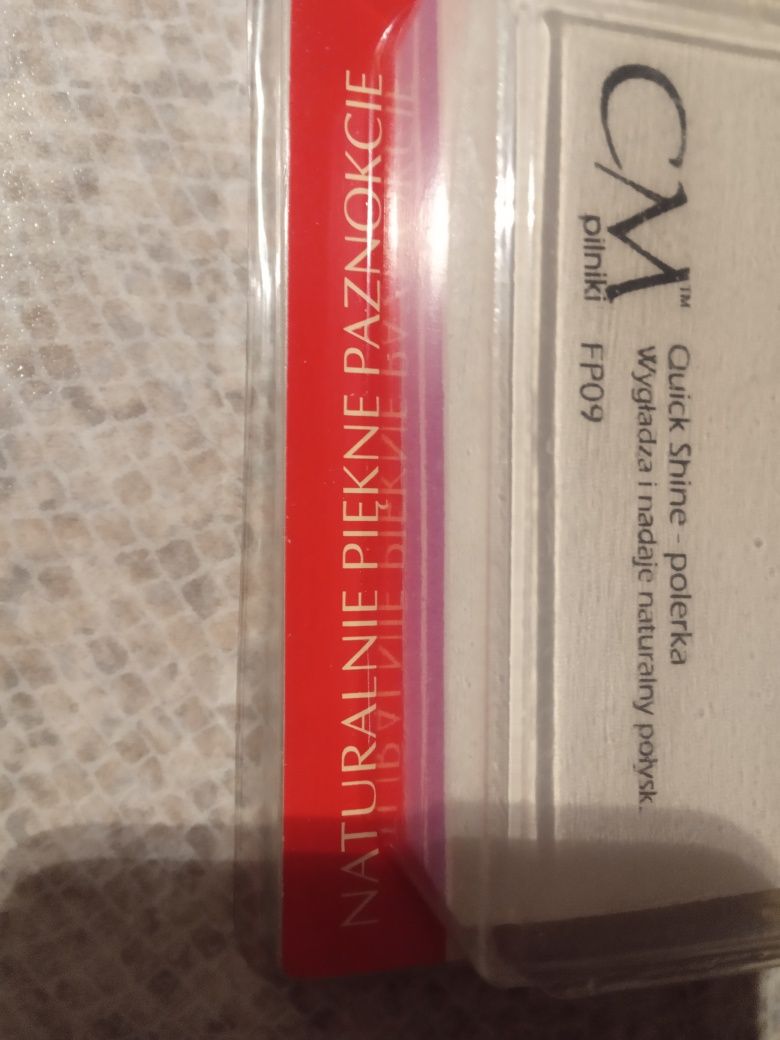 NATURALNIE PIĘKNE PAZNOKCIE
CM™
pilniki FP09
Quick Shine - polerka
Wygładza i nadaje naturalny połysk.